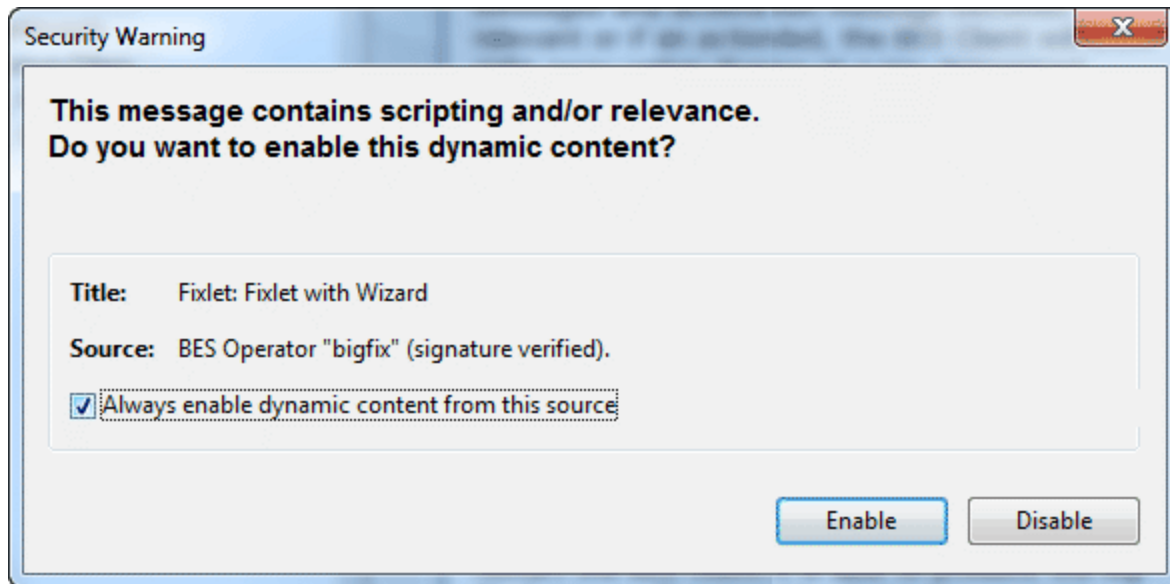 Security Warning
This message contains scripting and/or relevance.
Do you want to enable this dynamic content?
Title: Fixlet: Fixlet with Wizard
Source: BES Operator "bigfix" (signature verified).
Always enable dynamic content from this source
Enable Disable